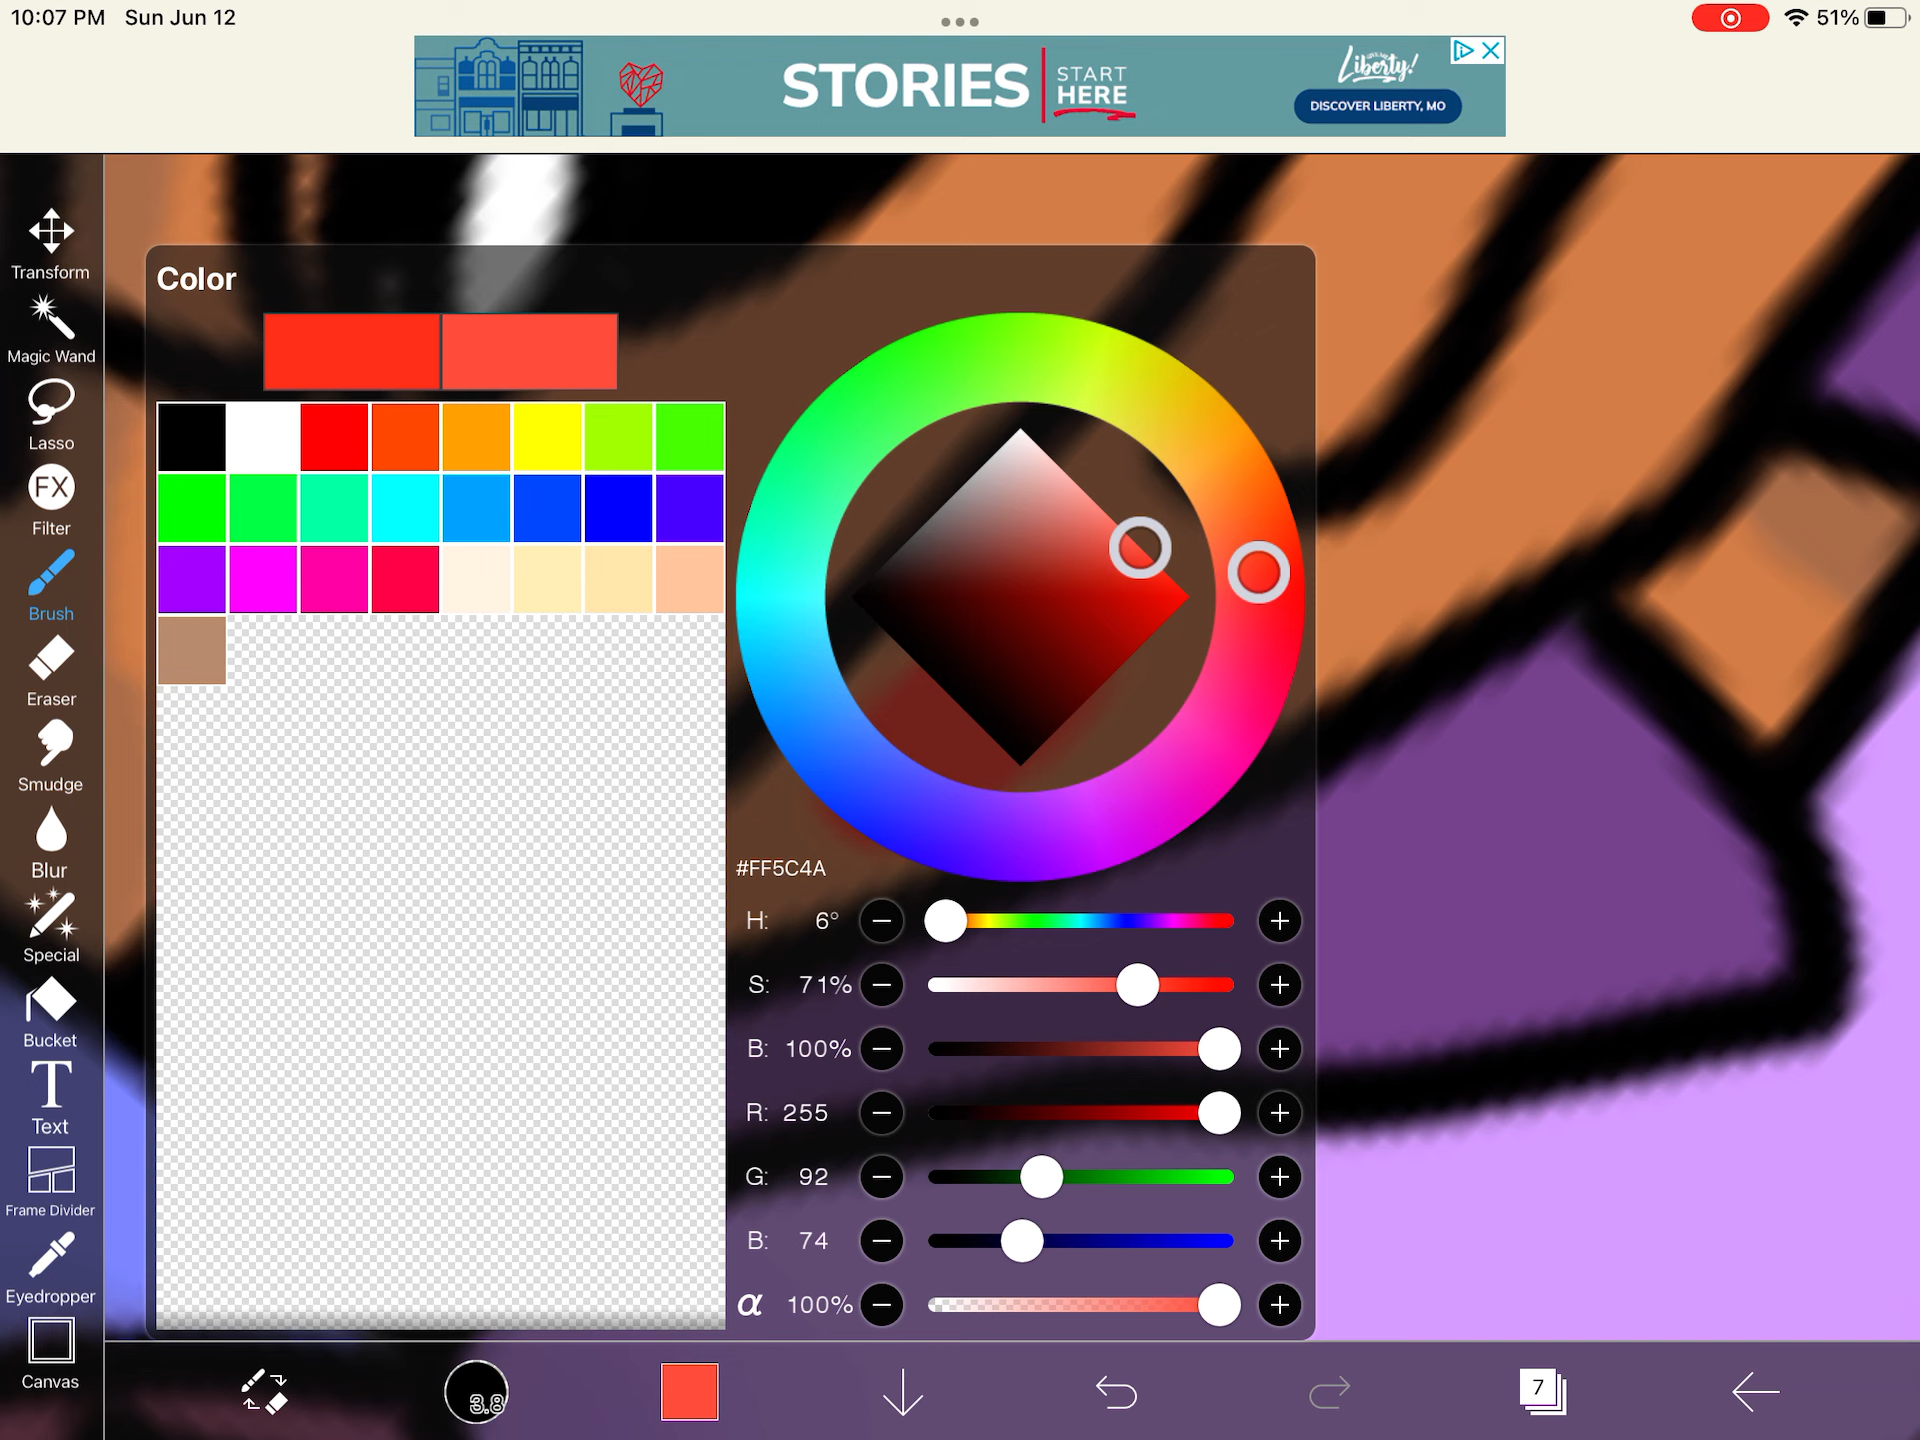 10:07 PM Sun Jun 12
51%
STORIES
START
HERE
Liberty!
DISCOVER LIBERTY, MO
Transform
Magic Wand
Lasso
FX
Filter
Brush
Eraser
Smudge
Blur
Special
Bucket
T
Text
Frame Divider
Eyedropper
Canvas
Color
#FF5C4A
H: 6°
S: 71%
B: 100%
R: 255
G: 92
B: 74
α 100%
3.8
7